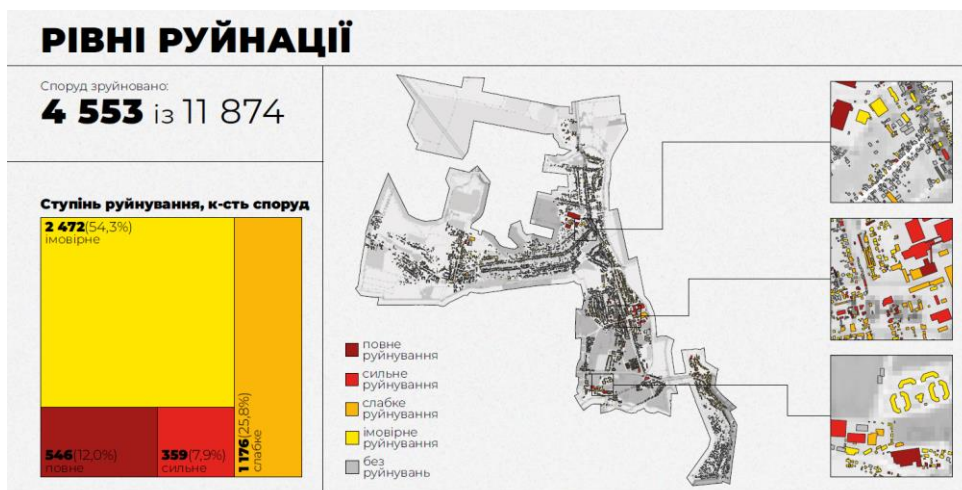 РІВНІ РУЙНАЦІЇ
Споруд зруйновано:
4 553 із 11 874
Ступінь руйнування, к-сть споруд
2 472(54,3%)
імовірне
546(12,0%)
повне
359(7,9%)
сильне
1 176(25,8%)
слабке
повне
руйнування
сильне
руйнування
слабке
руйнування
імовірне
руйнування
без
руйнувань